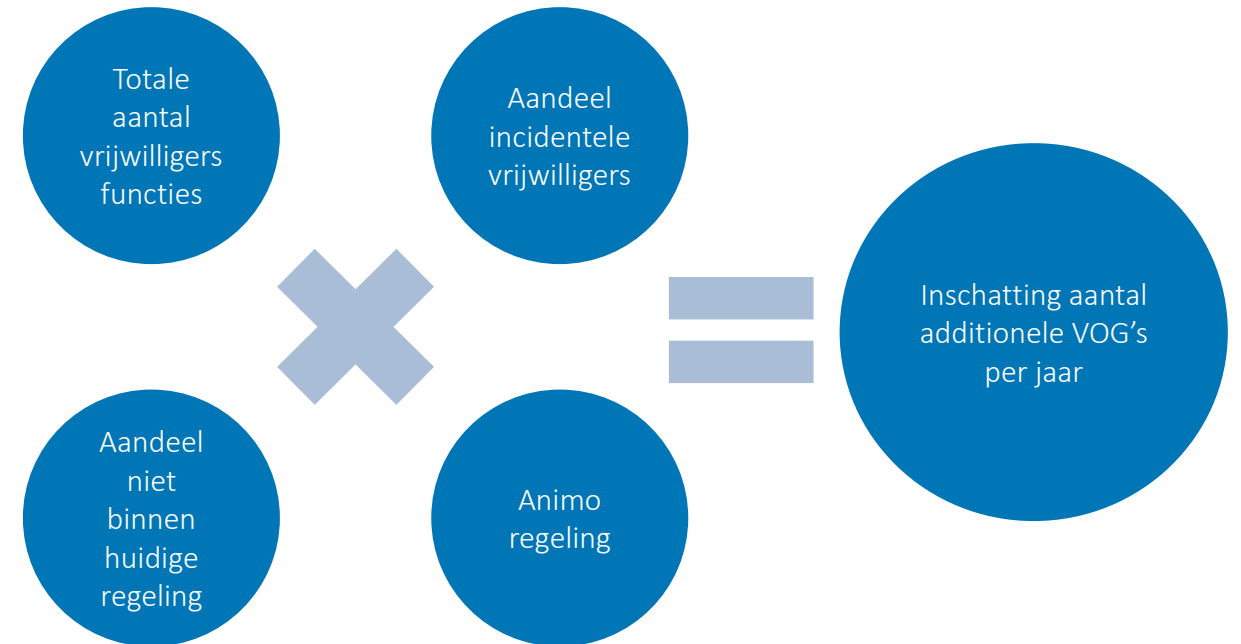 Totale
aantal
vrijwilligers
functies
Aandeel
incidentele
vrijwilligers
Aandeel
niet
binnen
huidige
regeling
Animo
regeling
Inschatting aantal
additionele VOG’s
per jaar